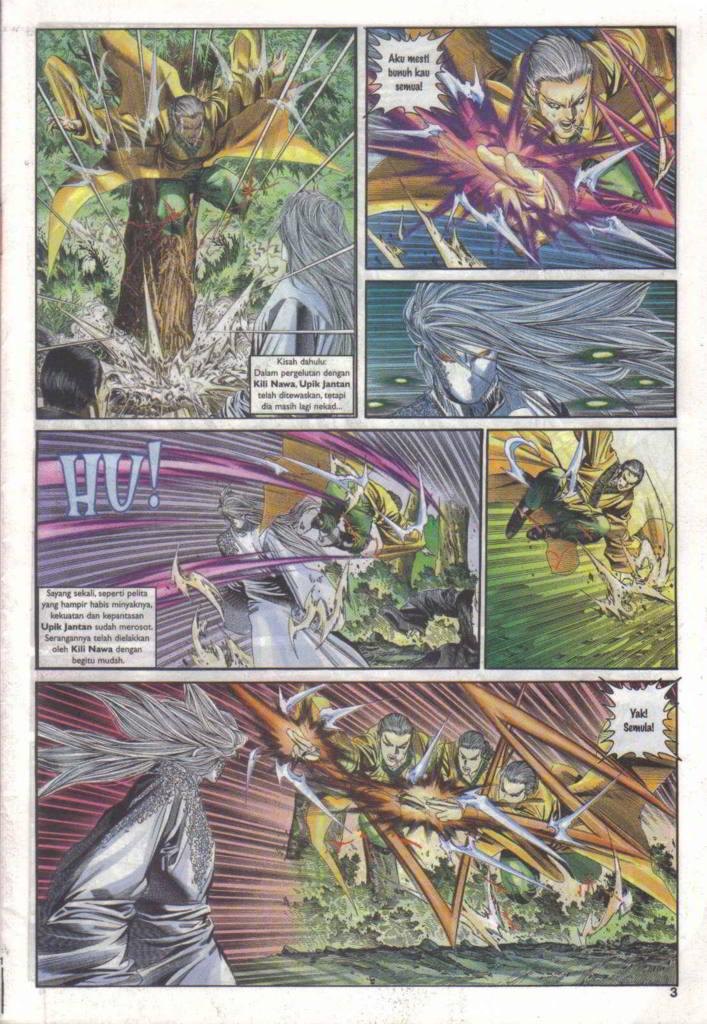 Aku mesti
bunuh kau
semua!
Kisah dahulu:
Dalam pergelutan dengan
Kili Nawa, Upik Jantan
telah ditewaskan, tetapi
dia masih lagi nekad...
HU!
Sayang sekali, seperti pelita
yang hampir habis minyaknya,
kekuatan dan kepantasan
Upik Jantan sudah merosot.
Serangannya telah dielakkan
oleh Kili Nawa dengan
begitu mudah.
Yak!
Semula!
3